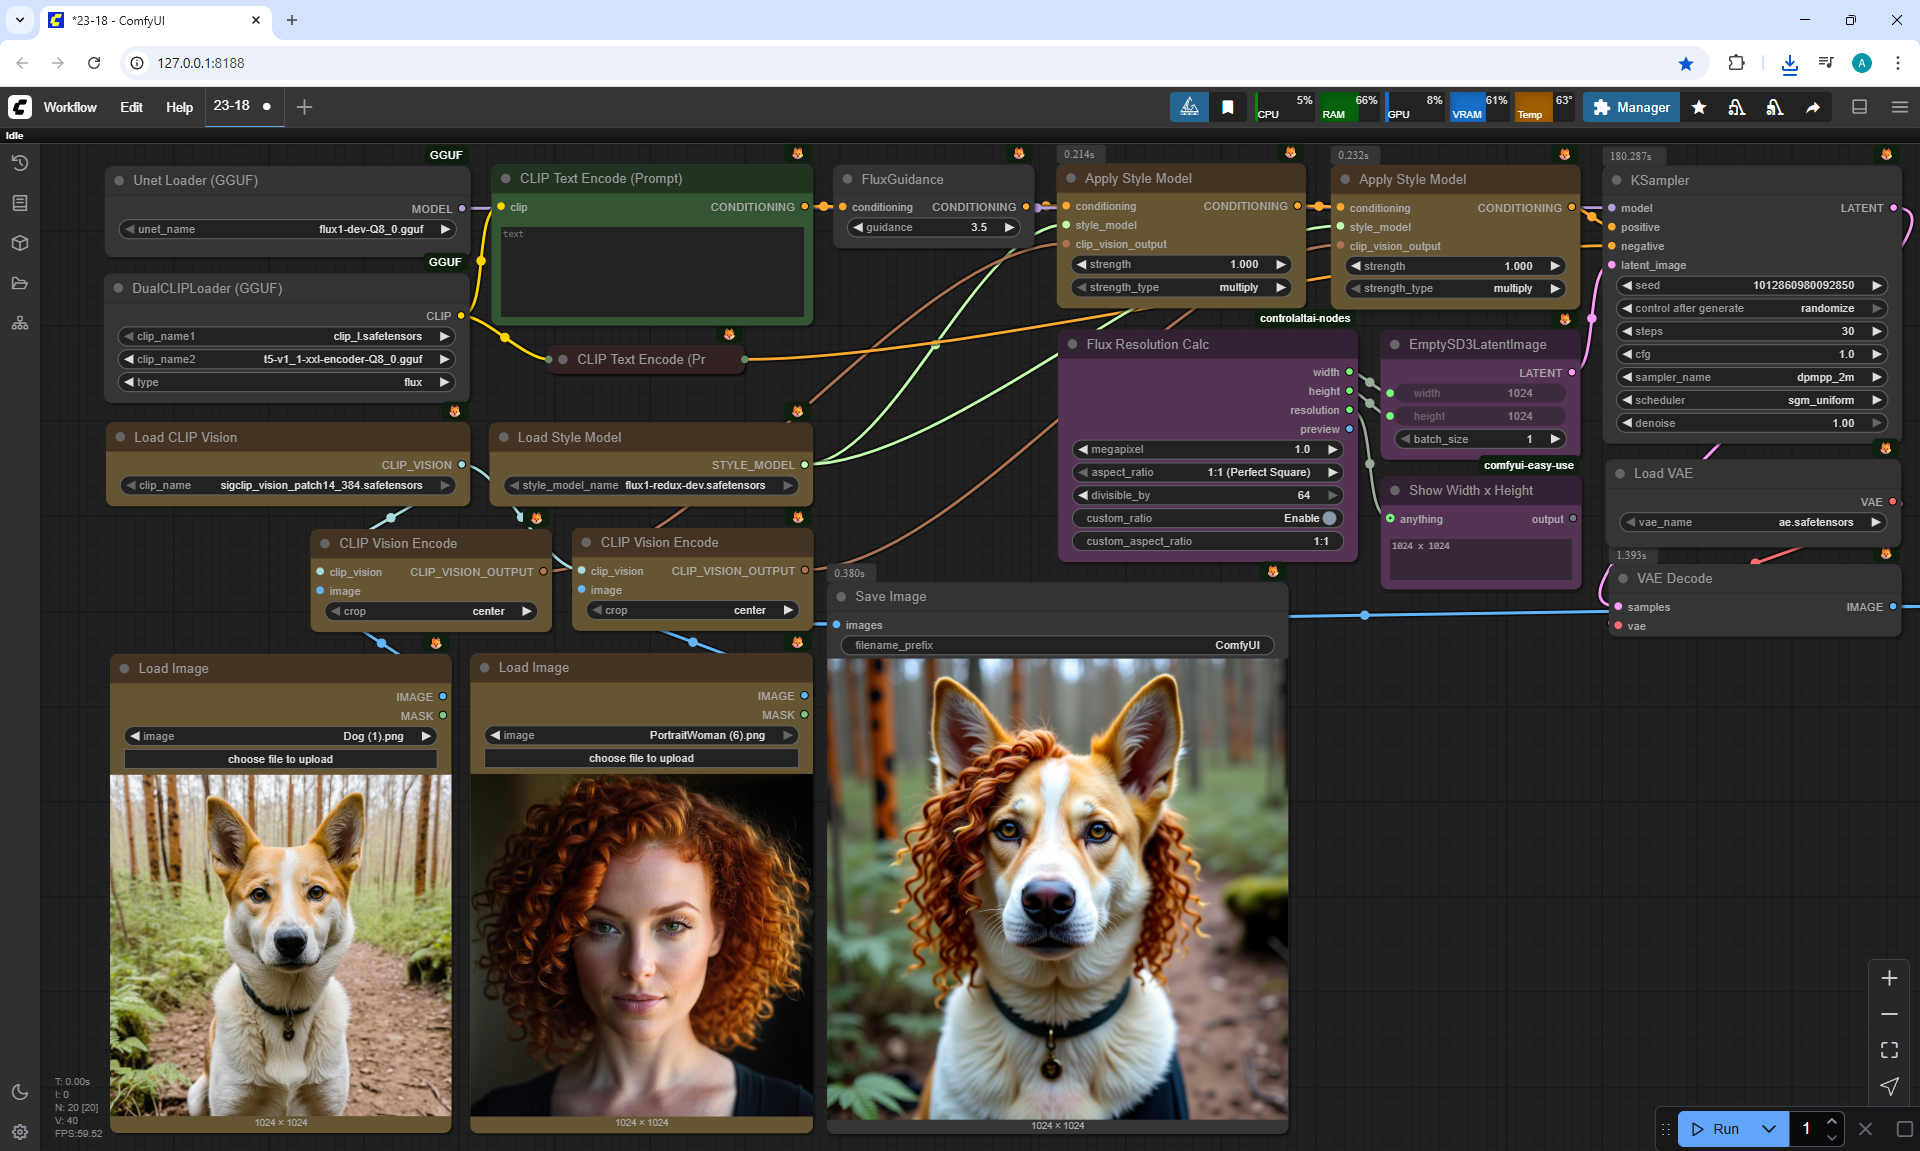 *23-18 - ComfyUI
127.0.0.1:8188
Workflow Edit Help 23-18
CPU 5% RAM 66% GPU 8% VRAM 61% Temp 63° Manager
Idle
GGUF
Unet Loader (GGUF)
MODEL
unet_name flux1-dev-Q8_0.gguf
GGUF
DualCLIPLoader (GGUF)
CLIP
clip_name1 clip_l.safetensors
clip_name2 t5-v1_1-xxl-encoder-Q8_0.gguf
type flux
CLIP Text Encode (Prompt)
clip CONDITIONING
text
CLIP Text Encode (Pr
FluxGuidance
conditioning CONDITIONING
guidance 3.5
0.214s
Apply Style Model
conditioning CONDITIONING
style_model
clip_vision_output
strength 1.000
strength_type multiply
0.232s
Apply Style Model
conditioning CONDITIONING
style_model
clip_vision_output
strength 1.000
strength_type multiply
180.287s
KSampler
model LATENT
positive
negative
latent_image
seed 1012860980092850
control after generate randomize
steps 30
cfg 1.0
sampler_name dpmpp_2m
scheduler sgm_uniform
denoise 1.00
controlaltai-nodes
Flux Resolution Calc
width
height
resolution
preview
megapixel 1.0
aspect_ratio 1:1 (Perfect Square)
divisible_by 64
custom_ratio Enable
custom_aspect_ratio 1:1
EmptySD3LatentImage
LATENT
width 1024
height 1024
batch_size 1
comfyui-easy-use
Show Width x Height
anything output
1024 x 1024
Load VAE
VAE
vae_name ae.safetensors
1.393s
VAE Decode
samples IMAGE
vae
Load CLIP Vision
CLIP_VISION
clip_name sigclip_vision_patch14_384.safetensors
Load Style Model
STYLE_MODEL
style_model_name flux1-redux-dev.safetensors
CLIP Vision Encode
clip_vision CLIP_VISION_OUTPUT
image
crop center
CLIP Vision Encode
clip_vision CLIP_VISION_OUTPUT
image
crop center
0.380s
Save Image
images
filename_prefix ComfyUI
1024 × 1024
Load Image
IMAGE
MASK
image Dog (1).png
choose file to upload
1024 × 1024
Load Image
IMAGE
MASK
image PortraitWoman (6).png
choose file to upload
1024 × 1024
T: 0.00s
I: 0
N: 20 [20]
V: 40
FPS:59.52
Run 1
A